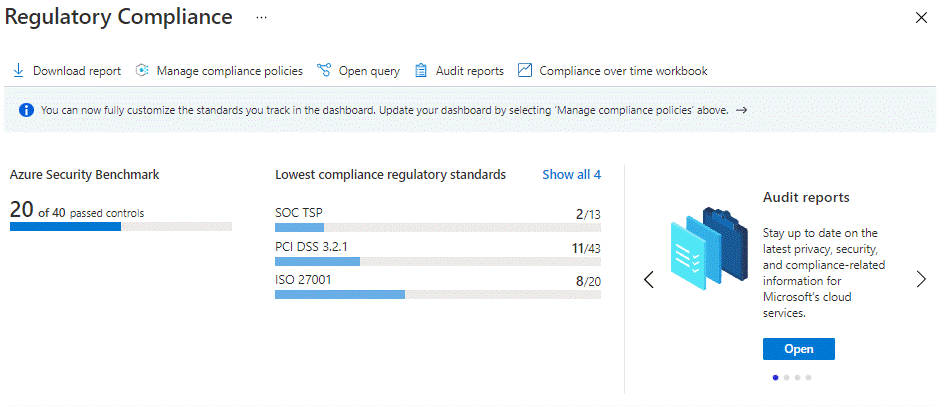 Regulatory Compliance ...
Download report Manage compliance policies Open query Audit reports Compliance over time workbook
You can now fully customize the standards you track in the dashboard. Update your dashboard by selecting 'Manage compliance policies' above. →
Azure Security Benchmark
20 of 40 passed controls
Lowest compliance regulatory standards Show all 4
SOC TSP 2/13
PCI DSS 3.2.1 11/43
ISO 27001 8/20
Audit reports
Stay up to date on the
latest privacy, security,
and compliance-related
information for
Microsoft's cloud
services.
Open